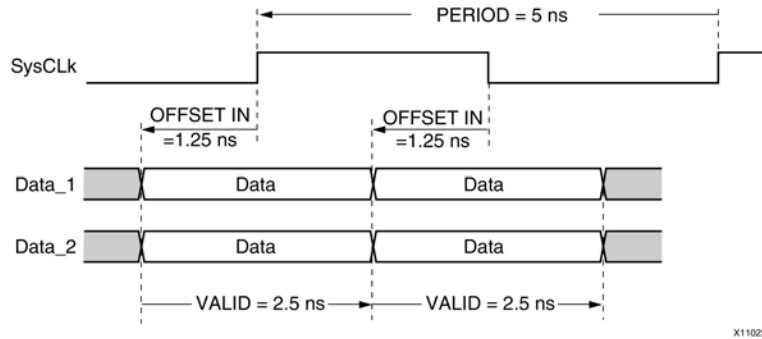 PERIOD = 5 ns
SysCLk
OFFSET IN
=1.25 ns
OFFSET IN
=1.25 ns
Data_1
Data
Data
Data_2
Data
Data
VALID = 2.5 ns
VALID = 2.5 ns